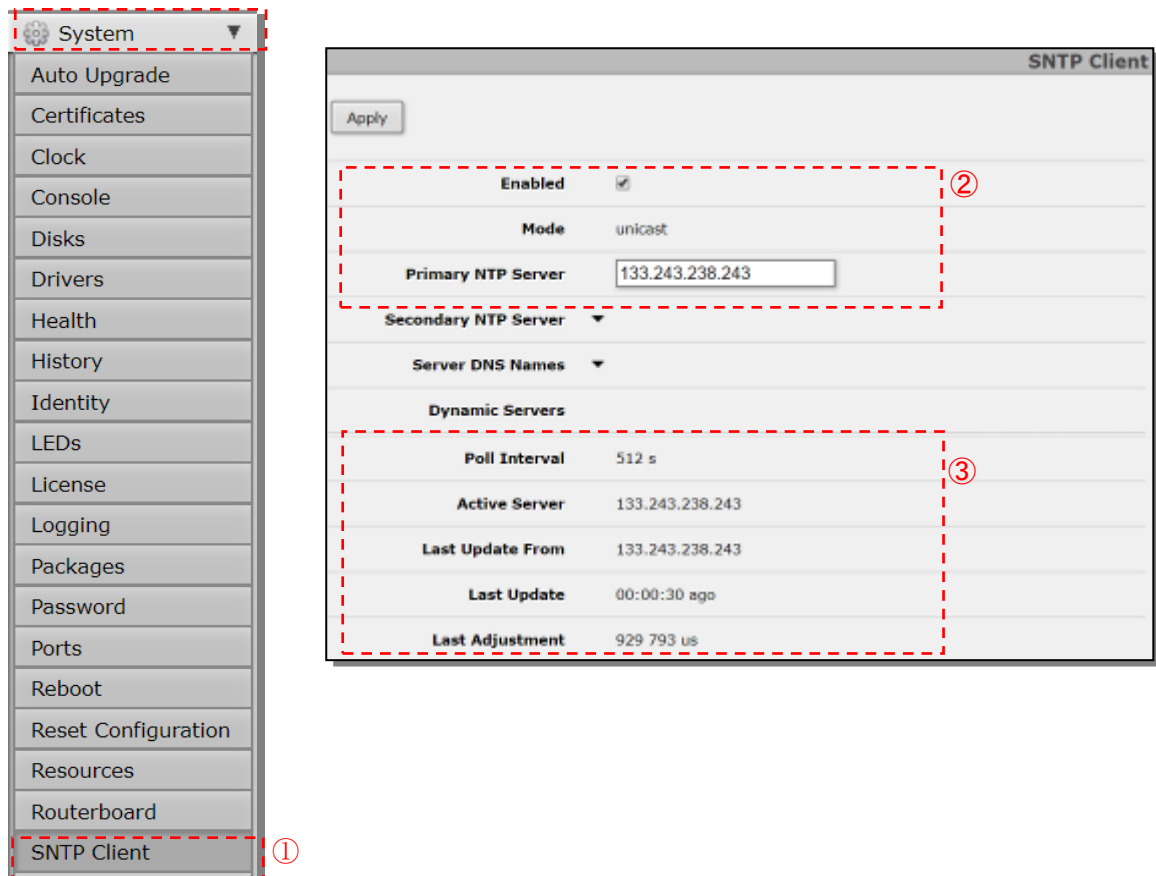 System ▼
Auto Upgrade
Certificates
Clock
Console
Disks
Drivers
Health
History
Identity
LEDs
License
Logging
Packages
Password
Ports
Reboot
Reset Configuration
Resources
Routerboard
SNTP Client ①
SNTP Client
Apply
Enabled ②
Mode unicast
Primary NTP Server 133.243.238.243
Secondary NTP Server ▼
Server DNS Names ▼
Dynamic Servers
Poll Interval 512 s ③
Active Server 133.243.238.243
Last Update From 133.243.238.243
Last Update 00:00:30 ago
Last Adjustment 929 793 us